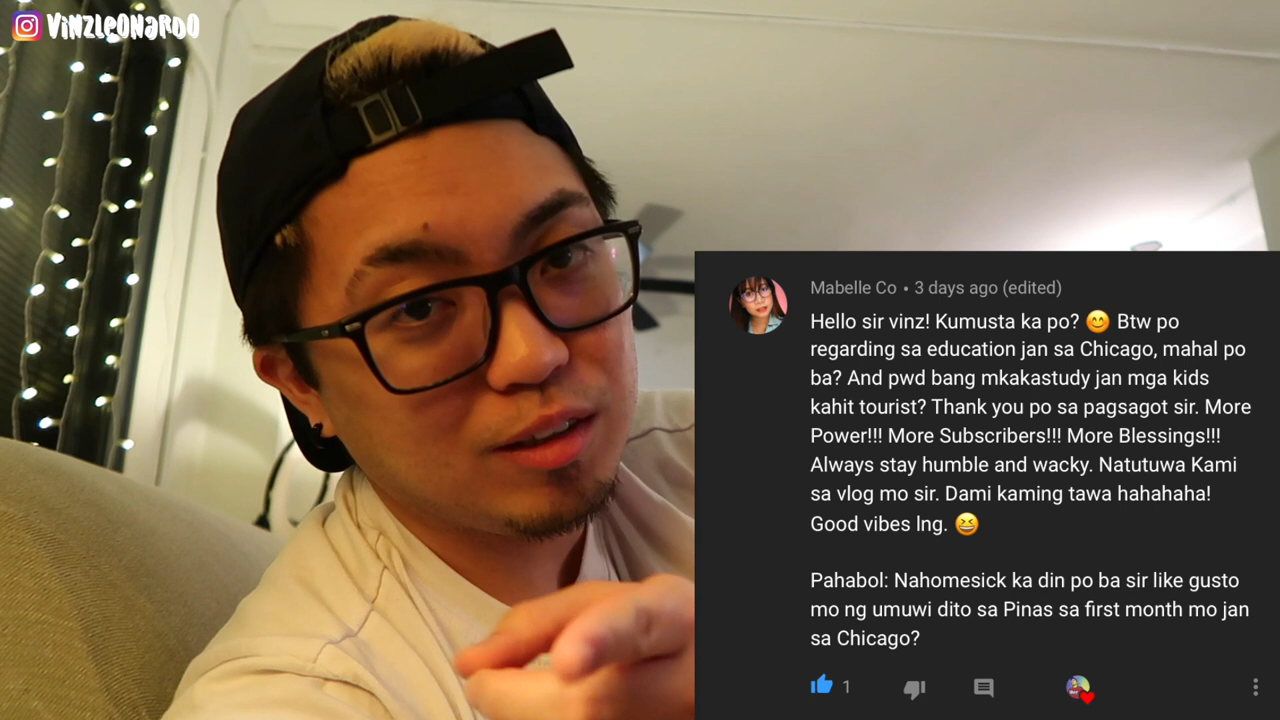 VINZLEONARDO
Mabelle Co • 3 days ago (edited)
Hello sir vinz! Kumusta ka po? 😊 Btw po
regarding sa education jan sa Chicago, mahal po
ba? And pwd bang mkakastudy jan mga kids
kahit tourist? Thank you po sa pagsagot sir. More
Power!!! More Subscribers!!! More Blessings!!!
Always stay humble and wacky. Natutuwa Kami
sa vlog mo sir. Dami kaming tawa hahahaha!
Good vibes lng. 😆
Pahabol: Nahomesick ka din po ba sir like gusto
mo ng umuwi dito sa Pinas sa first month mo jan
sa Chicago?
1